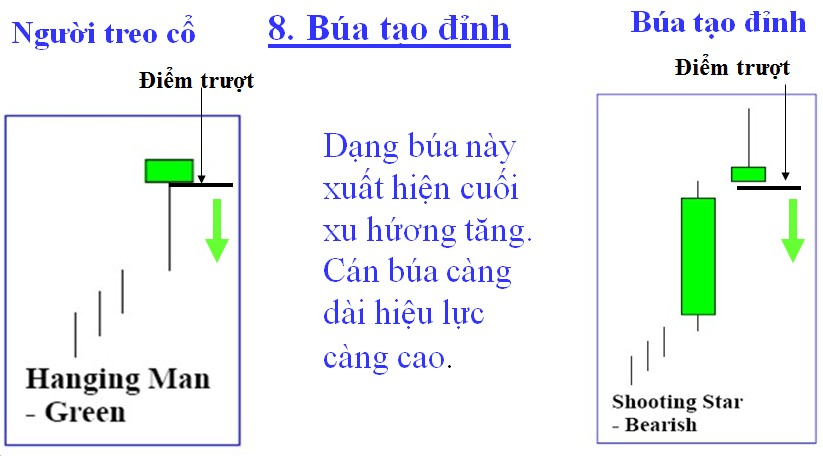 Người treo cổ
8. Búa tạo đỉnh
Búa tạo đỉnh
Điểm trượt
Điểm trượt
Dạng búa này
xuất hiện cuối
xu hứơng tăng.
Cán búa càng
dài hiệu lực
càng cao.
Hanging Man
- Green
Shooting Star
- Bearish